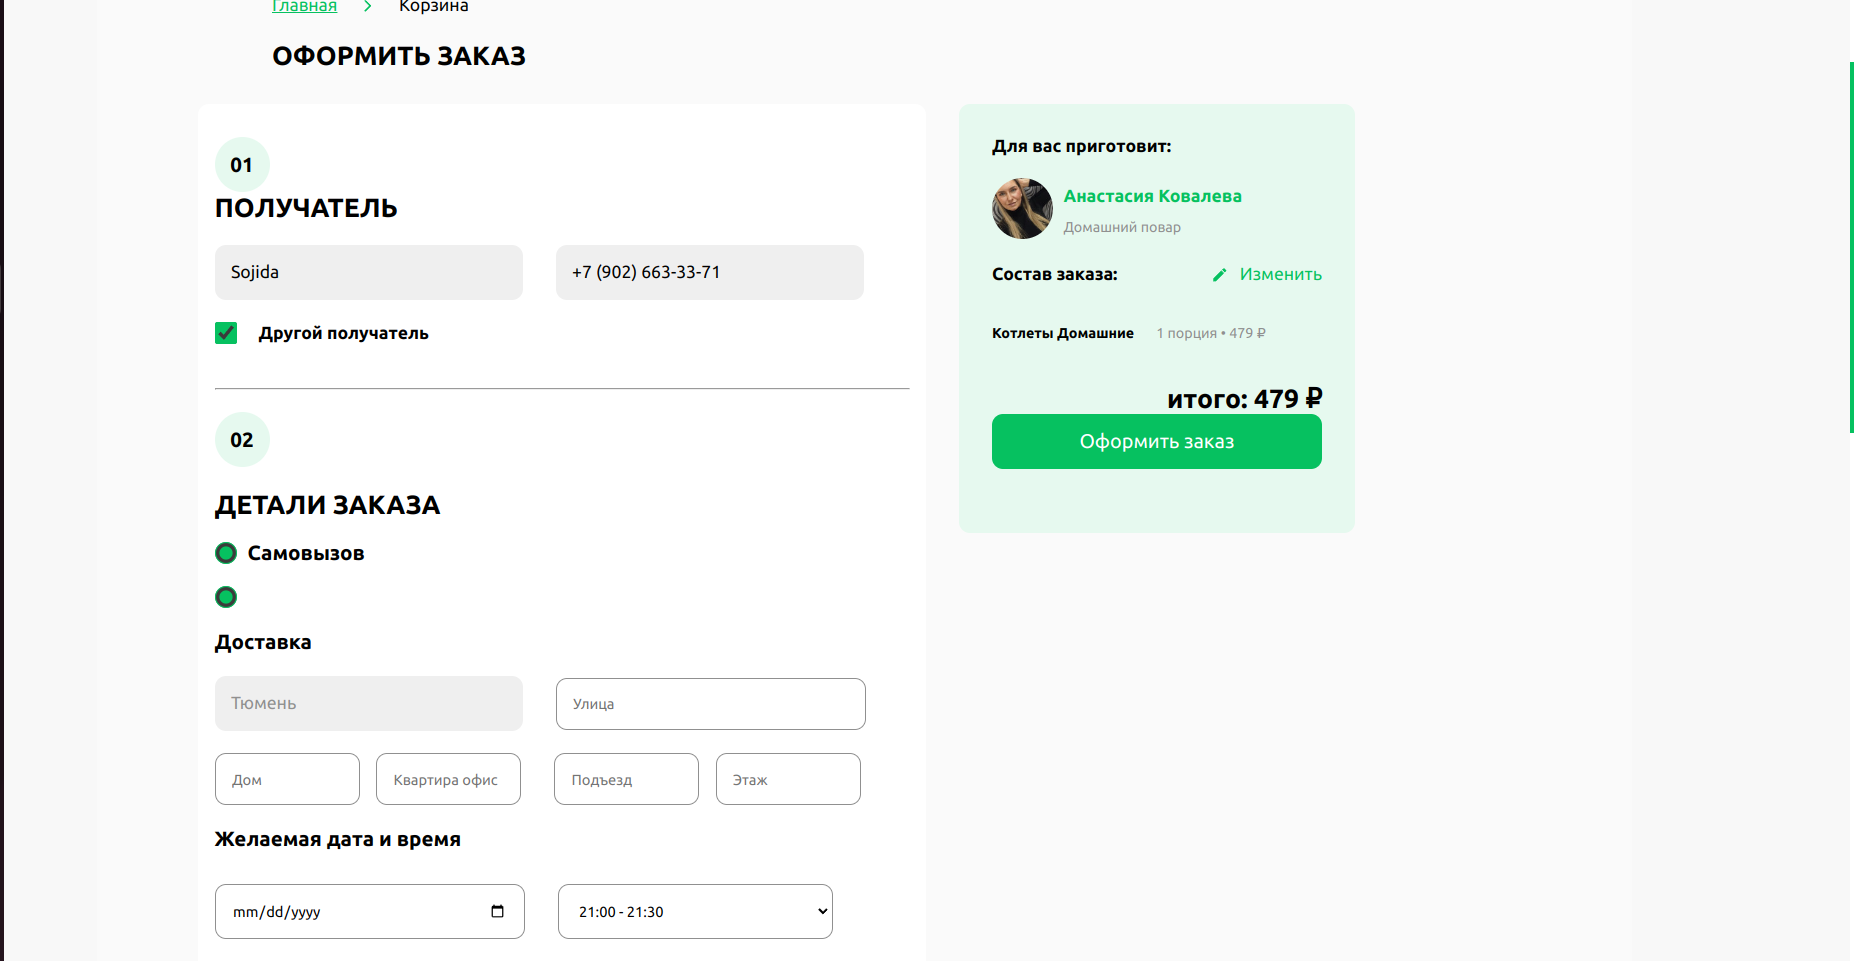 Главная > Корзина
ОФОРМИТЬ ЗАКАЗ
01
ПОЛУЧАТЕЛЬ
Sojida
+7 (902) 663-33-71
Другой получатель
02
ДЕТАЛИ ЗАКАЗА
Самовызов
Доставка
Тюмень
Улица
Дом
Квартира офис
Подъезд
Этаж
Желаемая дата и время
mm/dd/yyyy
21:00 - 21:30
Для вас приготовит:
Анастасия Ковалева
Домашний повар
Состав заказа:
Изменить
Котлеты Домашние
1 порция • 479 ₽
итого: 479 ₽
Оформить заказ